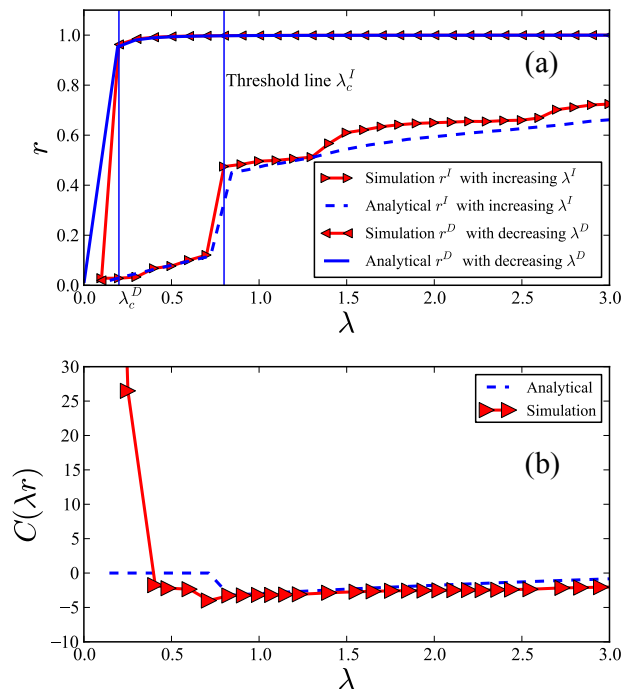 1.0
0.8
0.6
0.4
0.2
0.0
r
(a)
Threshold line λ_c^I
Simulation r^I with increasing λ^I
Analytical r^I with increasing λ^I
Simulation r^D with decreasing λ^D
Analytical r^D with decreasing λ^D
0.0 λ_c^D 0.5 1.0 1.5 2.0 2.5 3.0
λ
30
25
20
15
10
5
0
−5
−10
C(λr)
Analytical
Simulation
(b)
0.0 0.5 1.0 1.5 2.0 2.5 3.0
λ